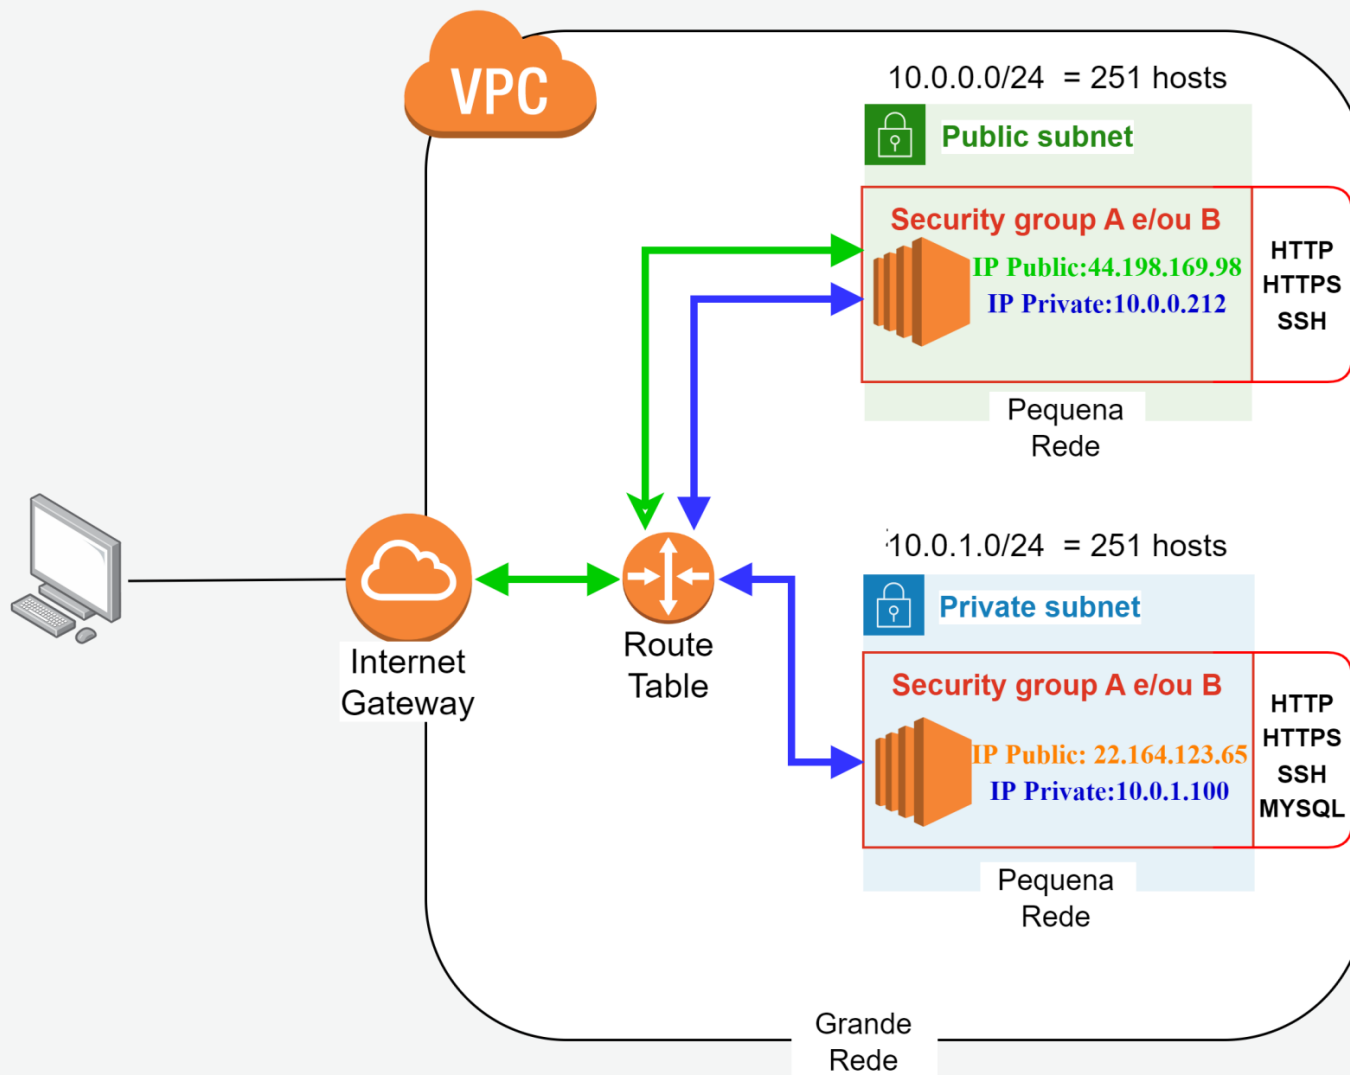 VPC
10.0.0.0/24  = 251 hosts
Public subnet
Security group A e/ou B
IP Public:44.198.169.98
IP Private:10.0.0.212
HTTP
HTTPS
SSH
Pequena
Rede
Internet
Gateway
Route
Table
10.0.1.0/24  = 251 hosts
Private subnet
Security group A e/ou B
IP Public: 22.164.123.65
IP Private:10.0.1.100
HTTP
HTTPS
SSH
MYSQL
Pequena
Rede
Grande
Rede